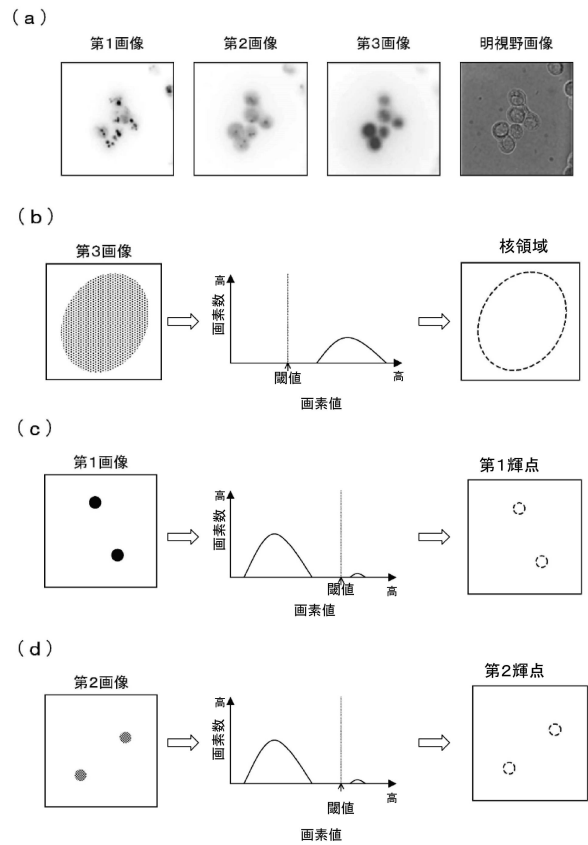 (a)
第1画像 第2画像 第3画像 明視野画像
(b)
第3画像
高
画素数
閾値
高
画素値
核領域
(c)
第1画像
高
画素数
閾値
高
画素値
第1輝点
(d)
第2画像
高
画素数
閾値
高
画素値
第2輝点